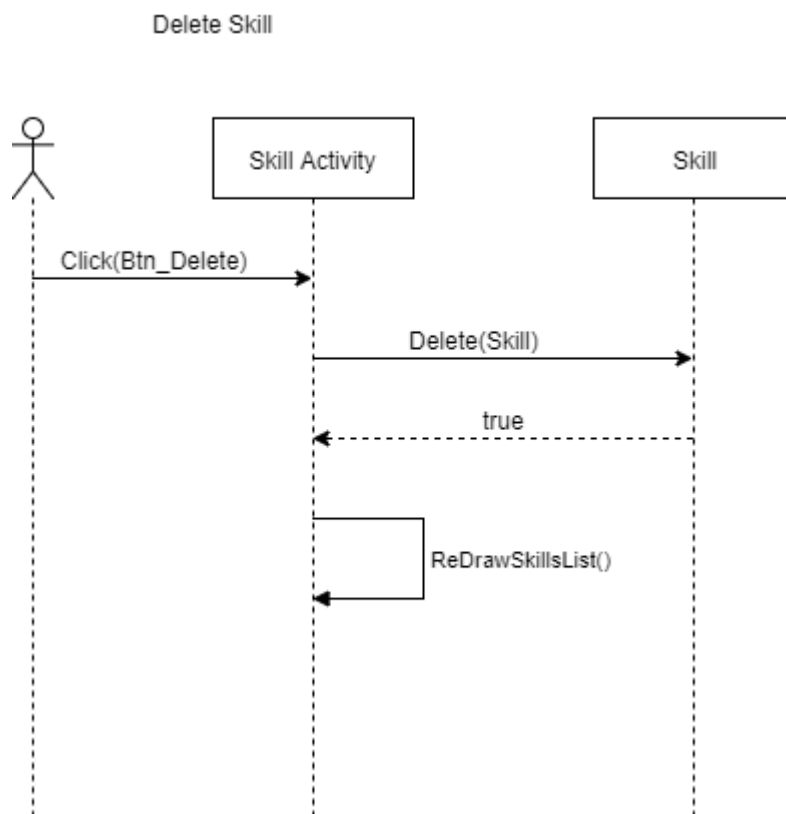 Delete Skill
Skill Activity
Skill
Click(Btn_Delete)
Delete(Skill)
true
ReDrawSkillsList()